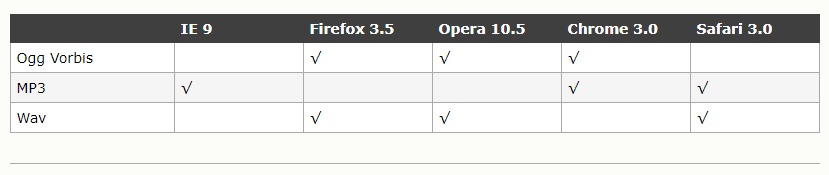 IE 9 Firefox 3.5 Opera 10.5 Chrome 3.0 Safari 3.0
Ogg Vorbis √ √ √
MP3 √ √ √
Wav √ √ √